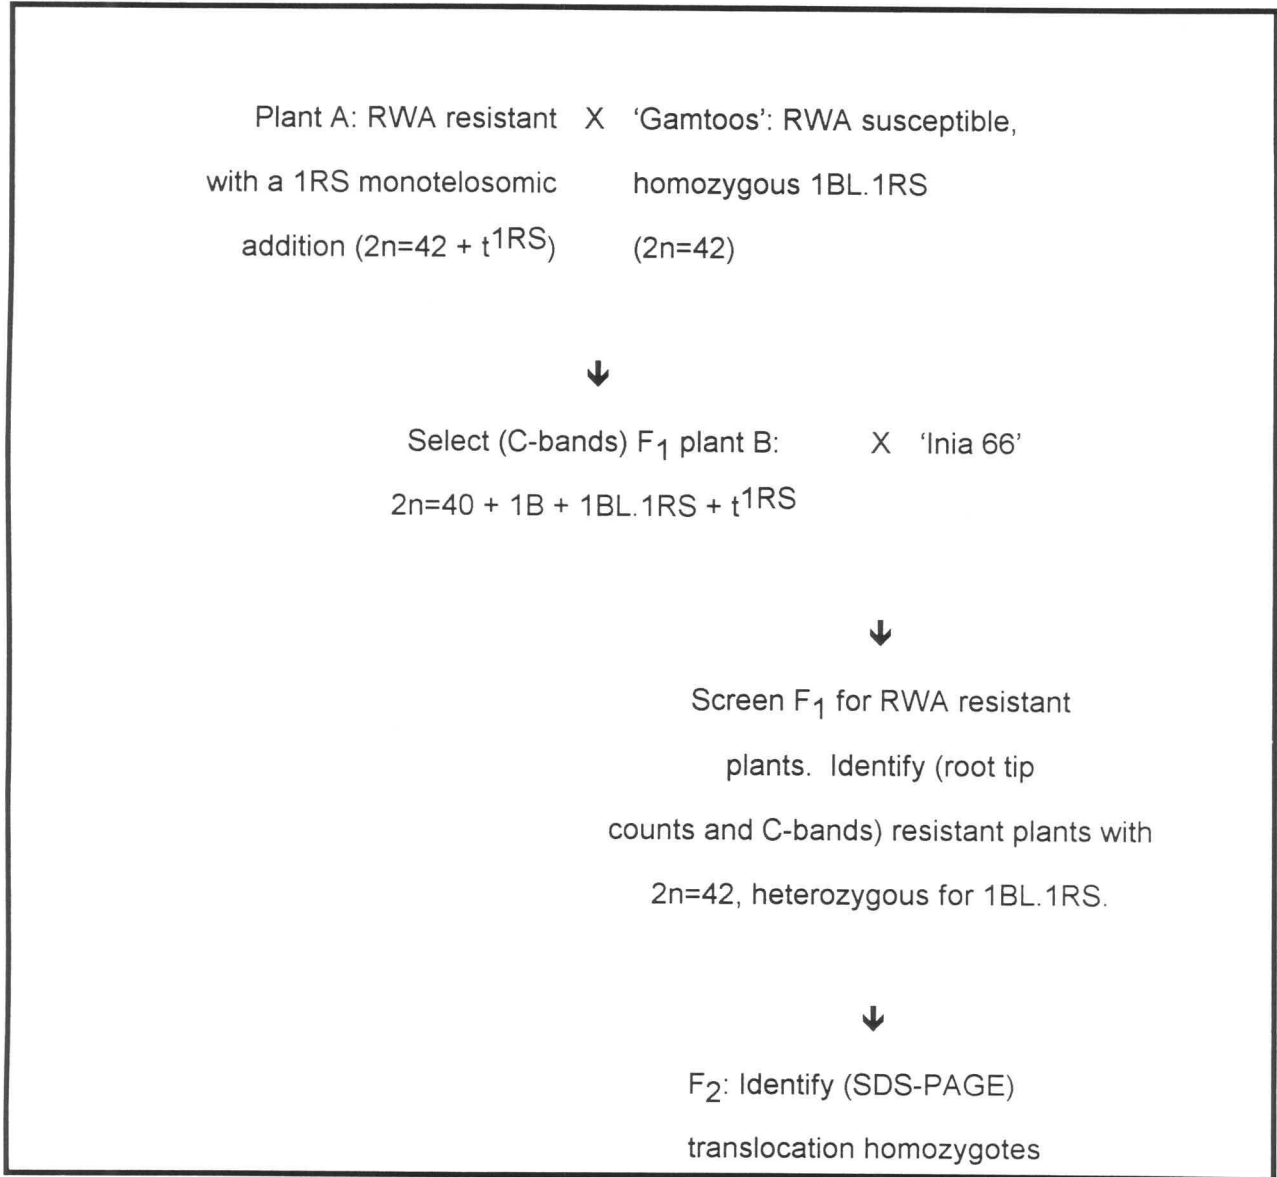 Plant A: RWA resistant X 'Gamtoos': RWA susceptible,
with a 1RS monotelosomic homozygous 1BL.1RS
addition (2n=42 + t1RS) (2n=42)
↓
Select (C-bands) F1 plant B: X 'Inia 66'
2n=40 + 1B + 1BL.1RS + t1RS
↓
Screen F1 for RWA resistant
plants. Identify (root tip
counts and C-bands) resistant plants with
2n=42, heterozygous for 1BL.1RS.
↓
F2: Identify (SDS-PAGE)
translocation homozygotes